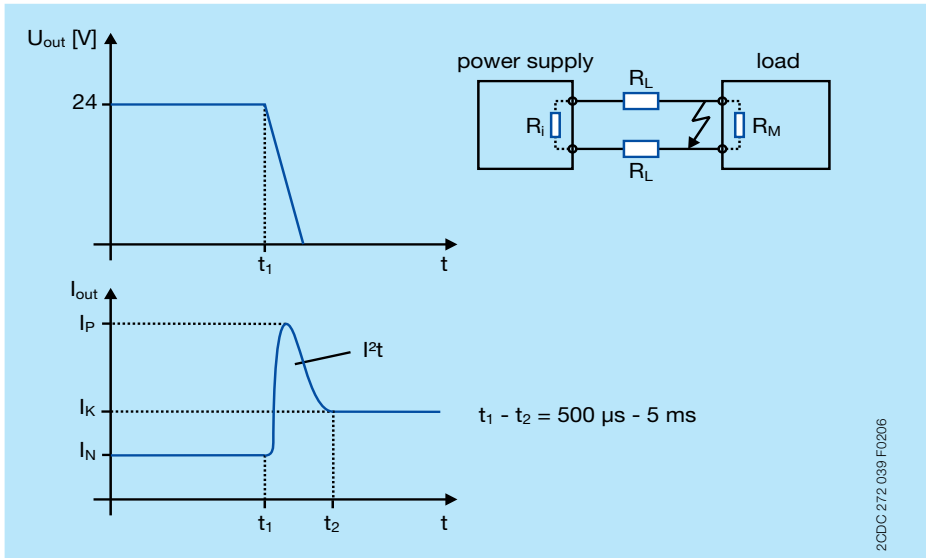 Uout [V]
24
t1
t
power supply
load
RL
Ri
RM
RL
Iout
IP
I²t
IK
t1 - t2 = 500 µs - 5 ms
IN
t1
t2
t
2CDC 272 039 F0206